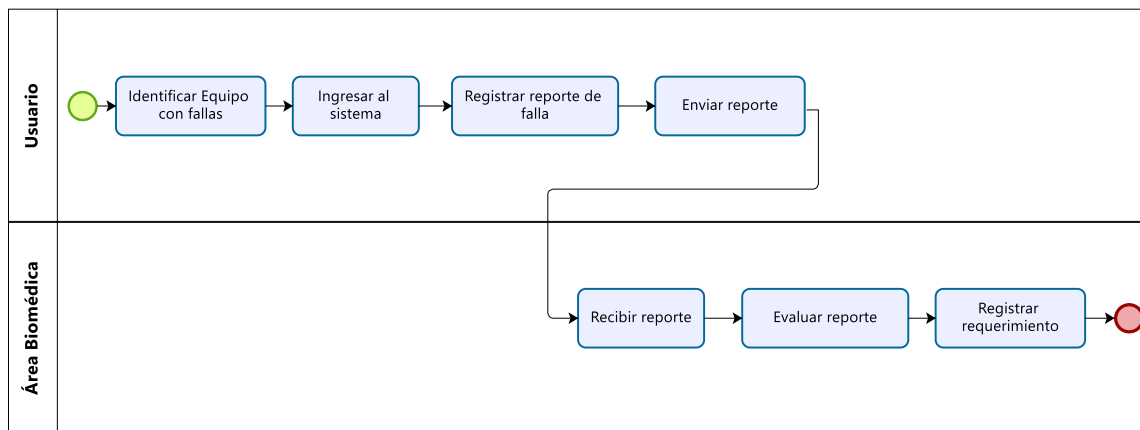 Usuario
Identificar Equipo
con fallas
Ingresar al
sistema
Registrar reporte de
falla
Enviar reporte
Área Biomédica
Recibir reporte
Evaluar reporte
Registrar
requerimiento